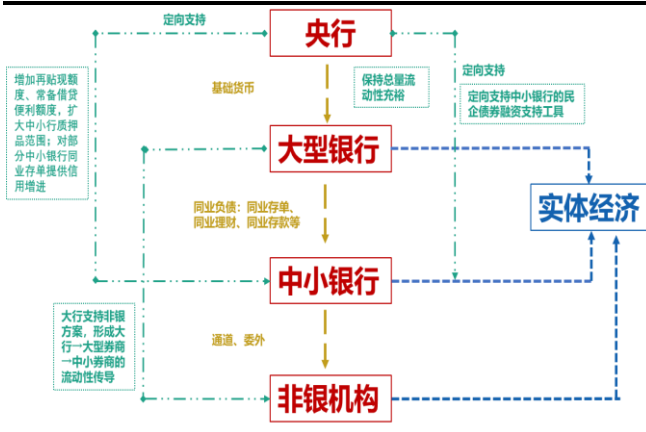 定向支持
央行
增加再贴现额
度、常备借贷
便利额度，扩
大中小行质押
品范围；对部
分中小银行同
业存单提供信
用增进
基础货币
保持总量流
动性充裕
定向支持
定向支持中小银行的民
企债券融资支持工具
大型银行
同业负债：同业存单、
同业理财、同业存款等
实体经济
中小银行
大行支持非银
方案，形成大
行→大型券商
→中小券商的
流动性传导
通道、委外
非银机构